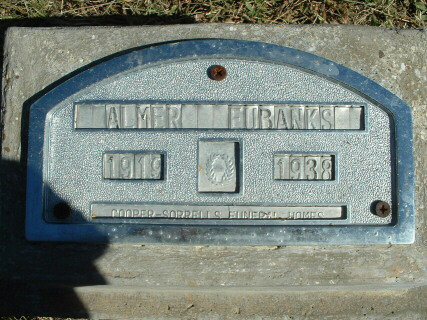 ALMER EUBANKS
1919 1938
COOPER-SORRELLS FUNERAL HOMES